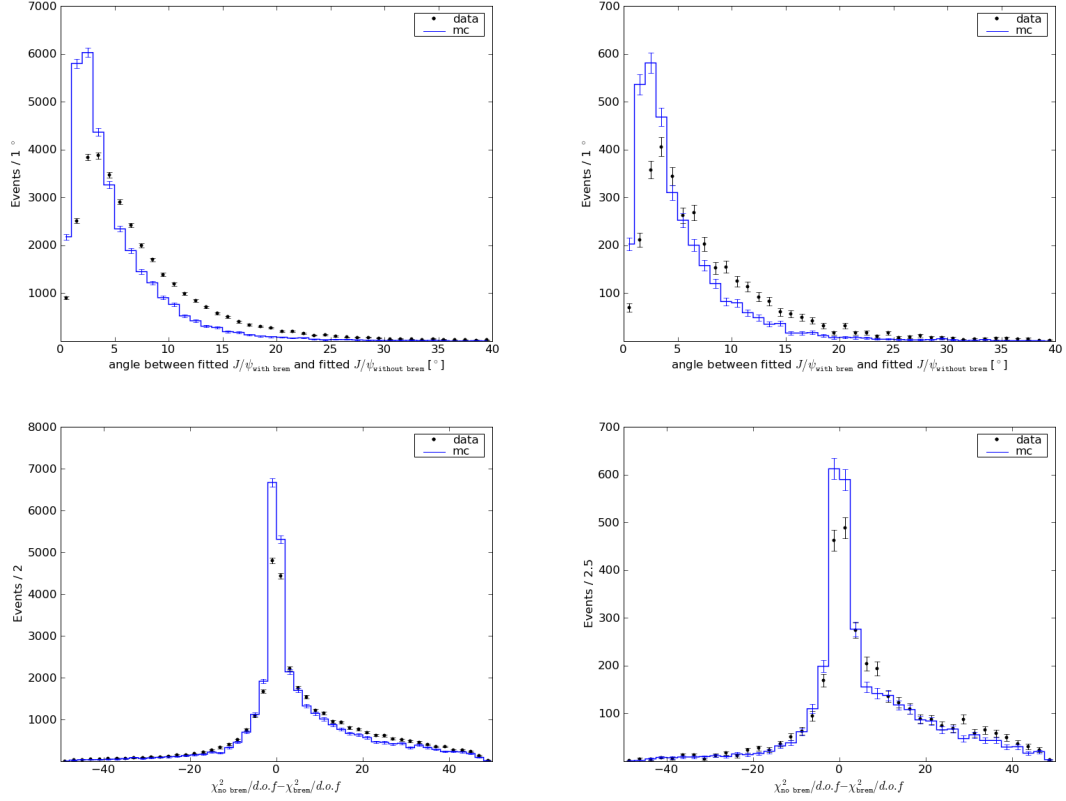 7000
6000
5000
4000
3000
2000
1000
Events / 1 °
data
mc
0 5 10 15 20 25 30 35 40
angle between fitted J/ψwith brem and fitted J/ψwithout brem [°]
700
600
500
400
300
200
100
Events / 1 °
data
mc
0 5 10 15 20 25 30 35 40
angle between fitted J/ψwith brem and fitted J/ψwithout brem [°]
8000
7000
6000
5000
4000
3000
2000
1000
Events / 2
data
mc
−40 −20 0 20 40
χ²no brem/d.o.f−χ²brem/d.o.f
700
600
500
400
300
200
100
Events / 2.5
data
mc
−40 −20 0 20 40
χ²no brem/d.o.f−χ²brem/d.o.f